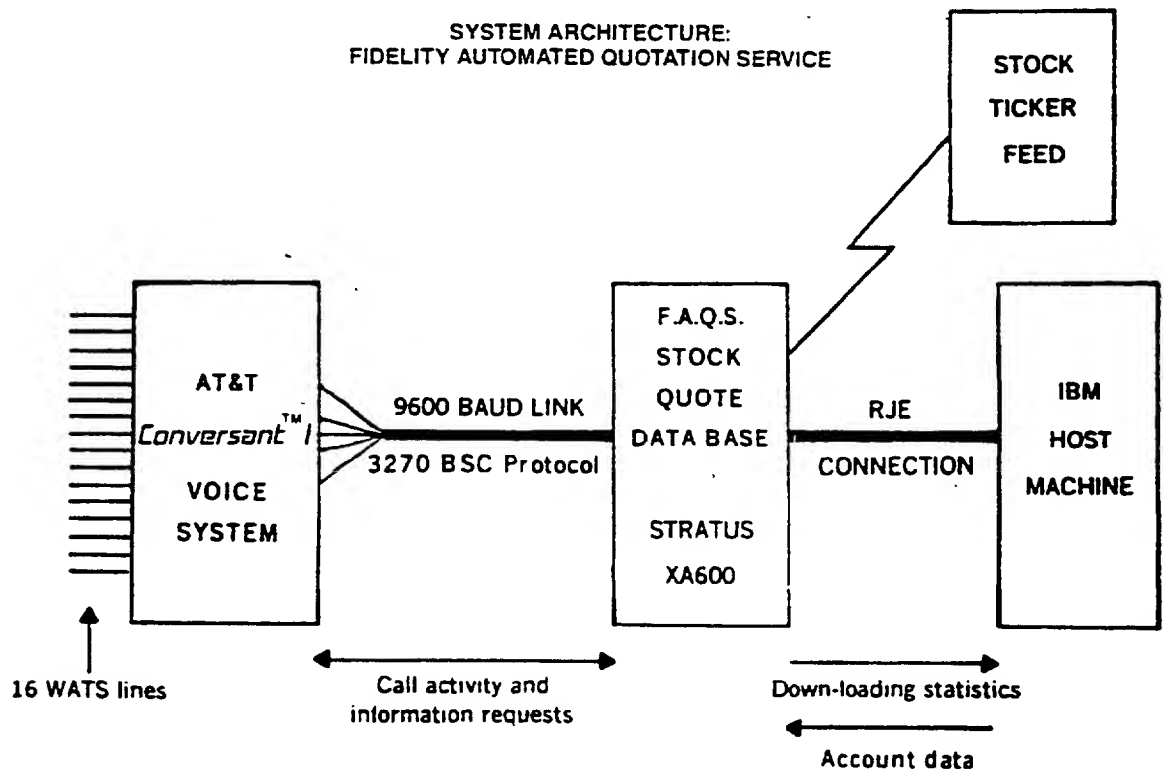 SYSTEM ARCHITECTURE:
FIDELITY AUTOMATED QUOTATION SERVICE
STOCK
TICKER
FEED
AT&T
Conversant™ I
VOICE
SYSTEM
9600 BAUD LINK
3270 BSC Protocol
F.A.Q.S.
STOCK
QUOTE
DATA BASE
STRATUS
XA600
RJE
CONNECTION
IBM
HOST
MACHINE
16 WATS lines
Call activity and
information requests
Down-loading statistics
Account data